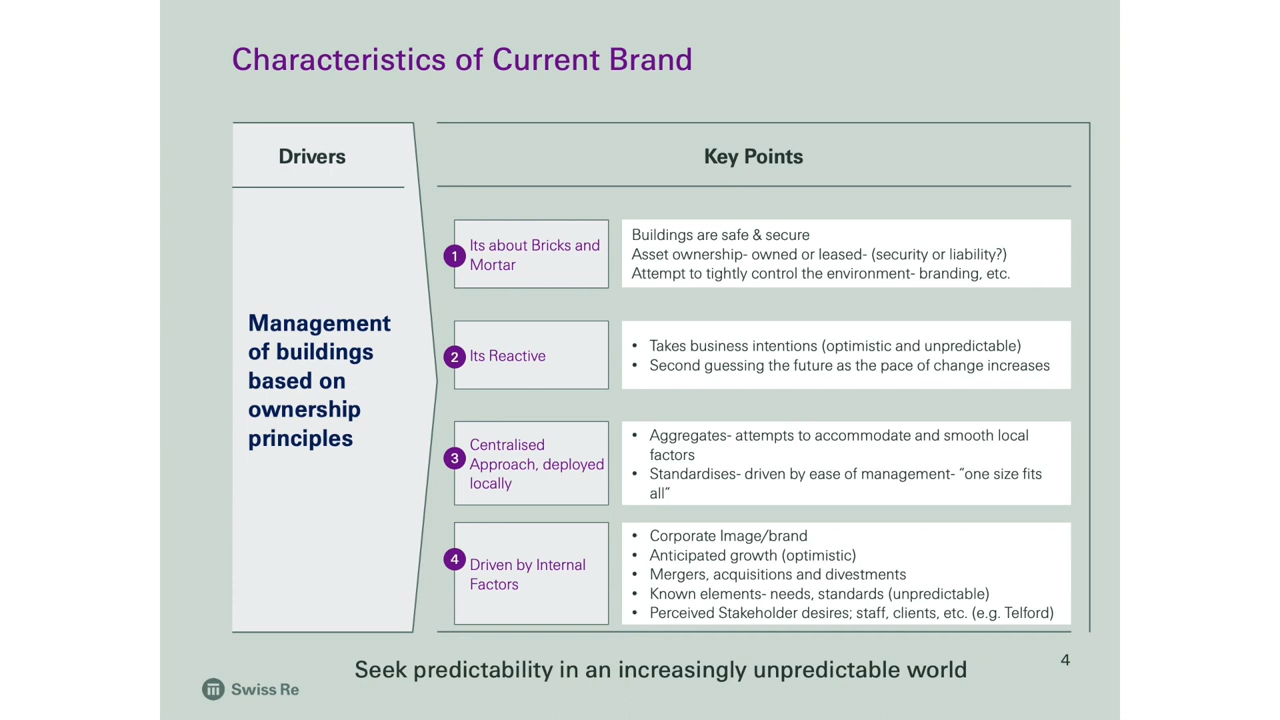 Characteristics of Current Brand
Drivers
Key Points
Management
of buildings
based on
ownership
principles
1
Its about Bricks and
Mortar
Buildings are safe & secure
Asset ownership- owned or leased- (security or liability?)
Attempt to tightly control the environment- branding, etc.
2
Its Reactive
• Takes business intentions (optimistic and unpredictable)
• Second guessing the future as the pace of change increases
3
Centralised
Approach, deployed
locally
• Aggregates- attempts to accommodate and smooth local
factors
• Standardises- driven by ease of management- “one size fits
all”
4
Driven by Internal
Factors
• Corporate Image/brand
• Anticipated growth (optimistic)
• Mergers, acquisitions and divestments
• Known elements- needs, standards (unpredictable)
• Perceived Stakeholder desires; staff, clients, etc. (e.g. Telford)
Seek predictability in an increasingly unpredictable world
4
Swiss Re